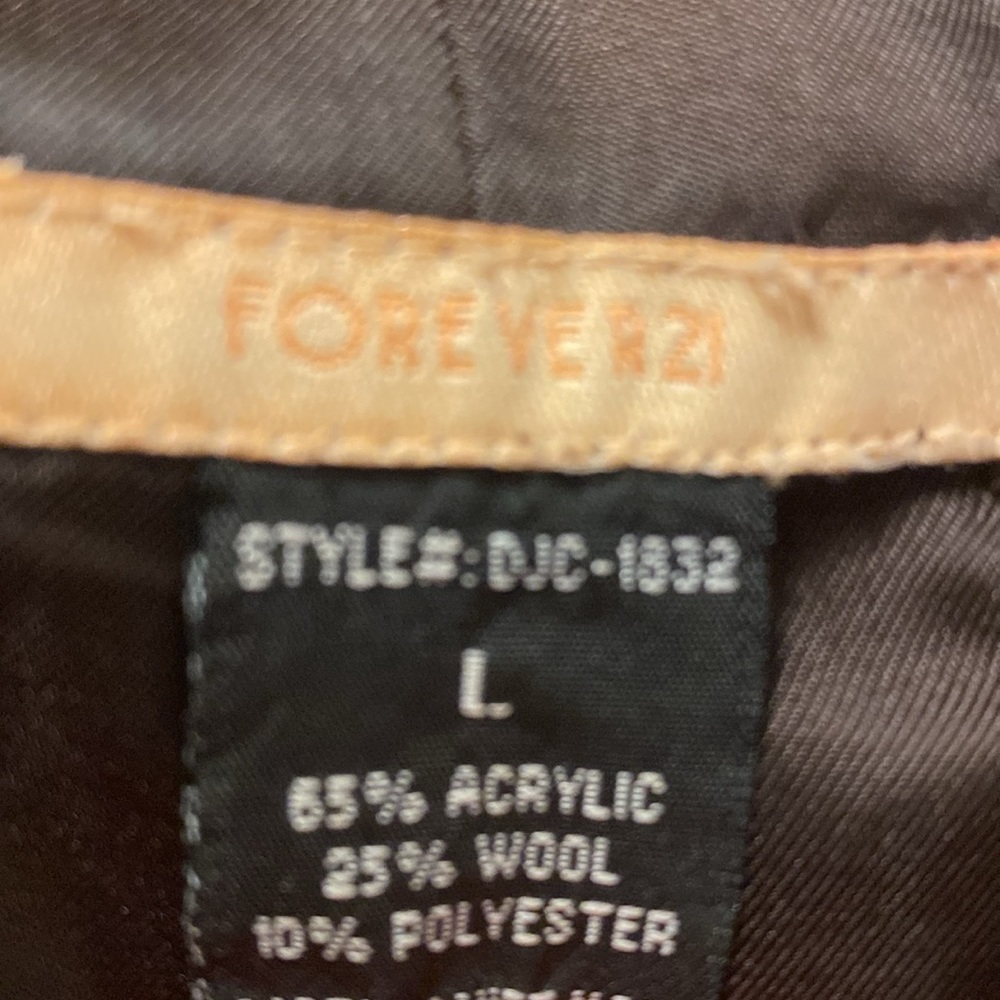 FOREVER21
STYLE#:DJC-1832
L
65% ACRYLIC
25% WOOL
10% POLYESTER